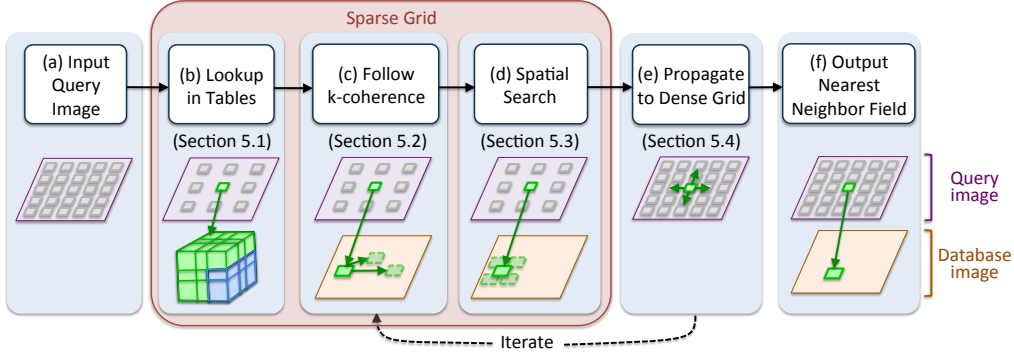 Sparse Grid
(a) Input
Query
Image
(b) Lookup
in Tables
(c) Follow
k-coherence
(d) Spatial
Search
(e) Propagate
to Dense Grid
(f) Output
Nearest
Neighbor Field
(Section 5.1)
(Section 5.2)
(Section 5.3)
(Section 5.4)
Query
image
Database
image
Iterate